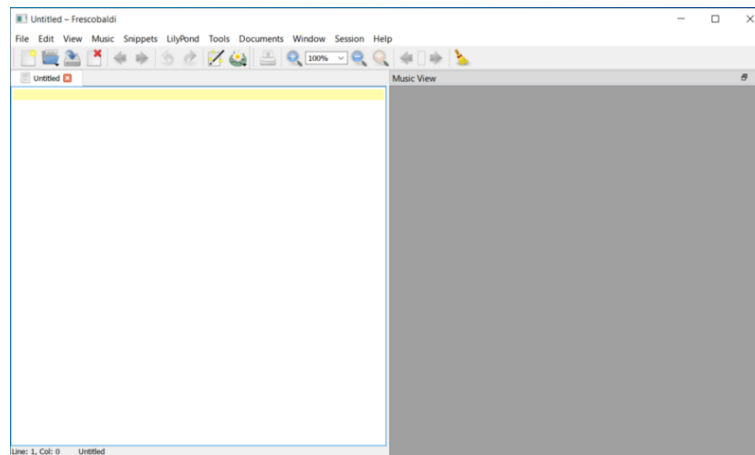 Untitled – Frescobaldi
File Edit View Music Snippets LilyPond Tools Documents Window Session Help
100%
Untitled
Music View
Line: 1, Col: 0 Untitled